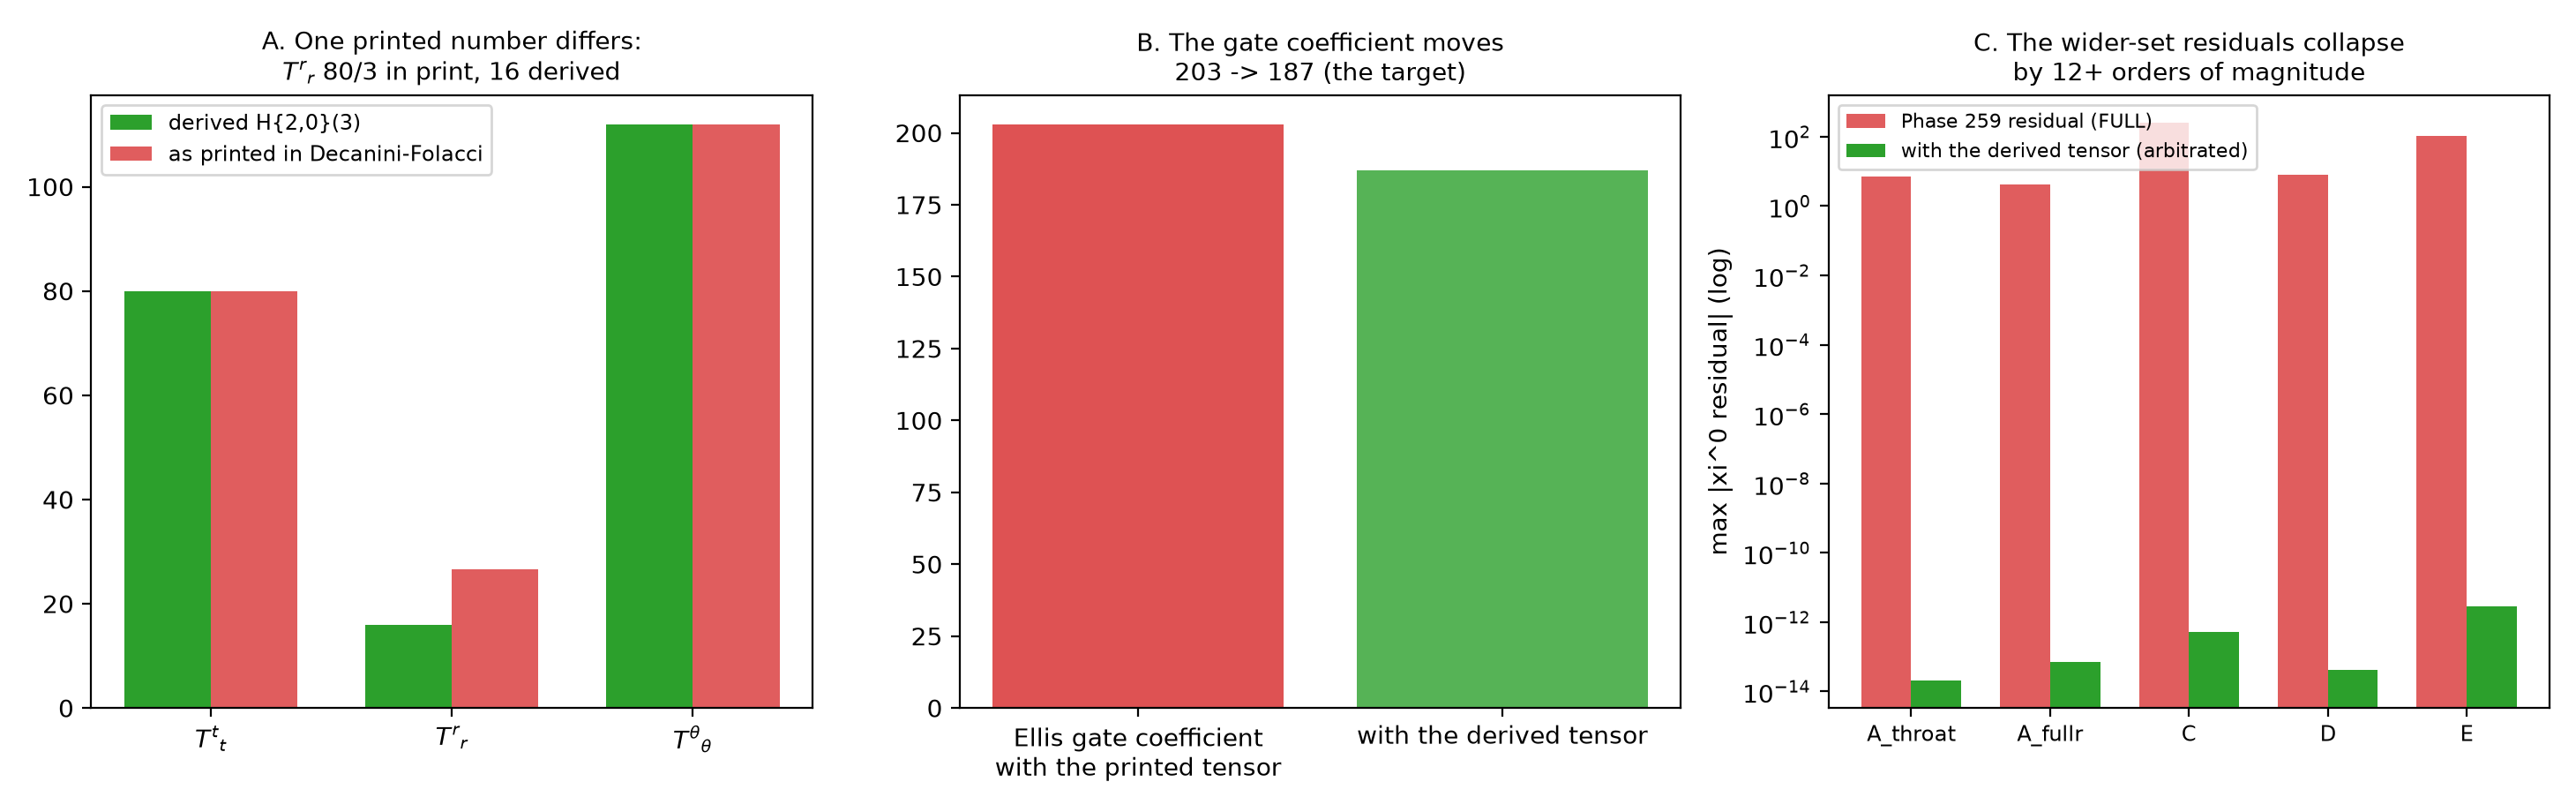 A. One printed number differs:
T^r_r 80/3 in print, 16 derived
derived H{2,0}(3)
as printed in Decanini-Folacci
100
80
60
40
20
0
T^t_t
T^r_r
T^θ_θ
B. The gate coefficient moves
203 -> 187 (the target)
200
175
150
125
100
75
50
25
0
Ellis gate coefficient
with the printed tensor
with the derived tensor
C. The wider-set residuals collapse
by 12+ orders of magnitude
Phase 259 residual (FULL)
with the derived tensor (arbitrated)
max |xi^0 residual| (log)
10^2
10^0
10^−2
10^−4
10^−6
10^−8
10^−10
10^−12
10^−14
A_throat
A_fullr
C
D
E